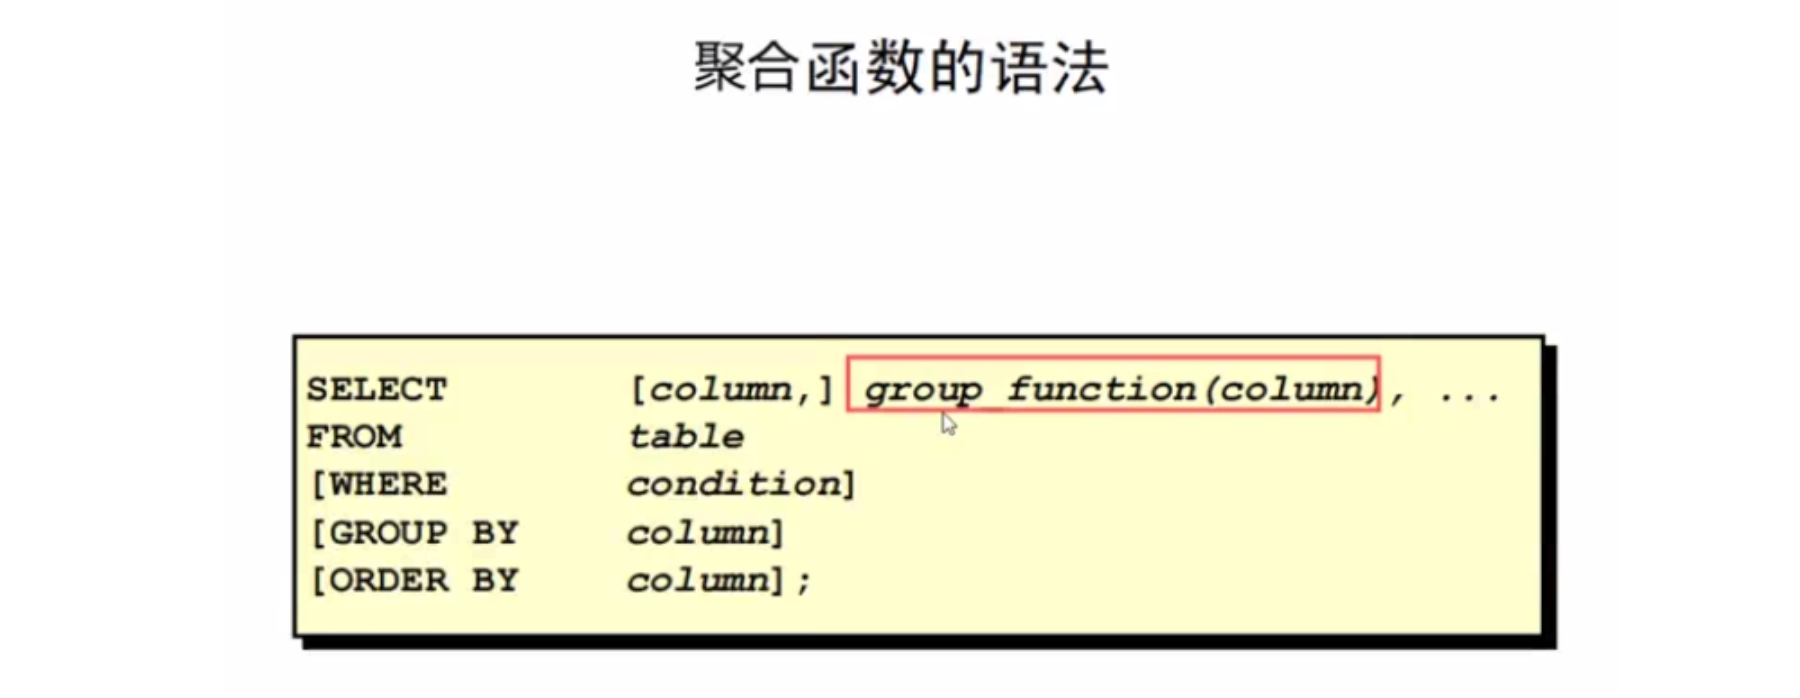 聚合函数的语法
SELECT [column,] group_function(column), ...
FROM table
[WHERE condition]
[GROUP BY column]
[ORDER BY column];